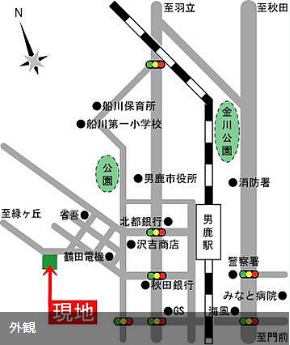 N
至羽立
至秋田
船川保育所
船川第一小学校
金川公園
公園
男鹿市役所
消防署
至緑ヶ丘
省吾
北都銀行
男鹿駅
沢吉商店
鶴田電機
警察署
秋田銀行
みなと病院
現地
GS
海風
至門前
外観